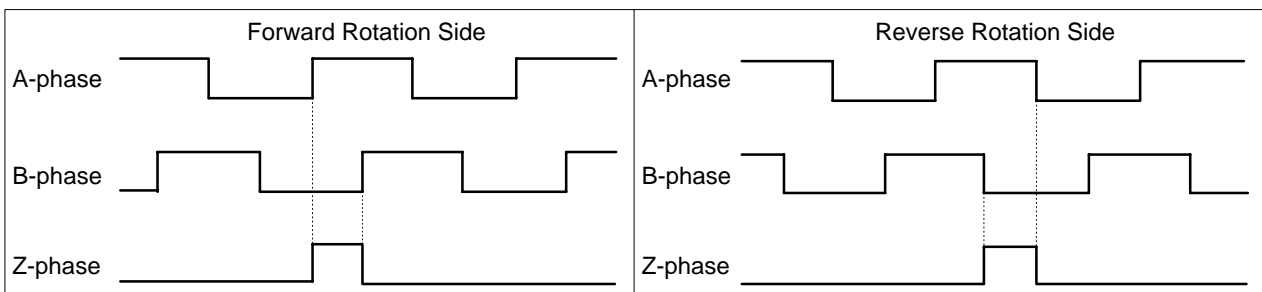 Forward Rotation Side
A-phase
B-phase
Z-phase
Reverse Rotation Side
A-phase
B-phase
Z-phase